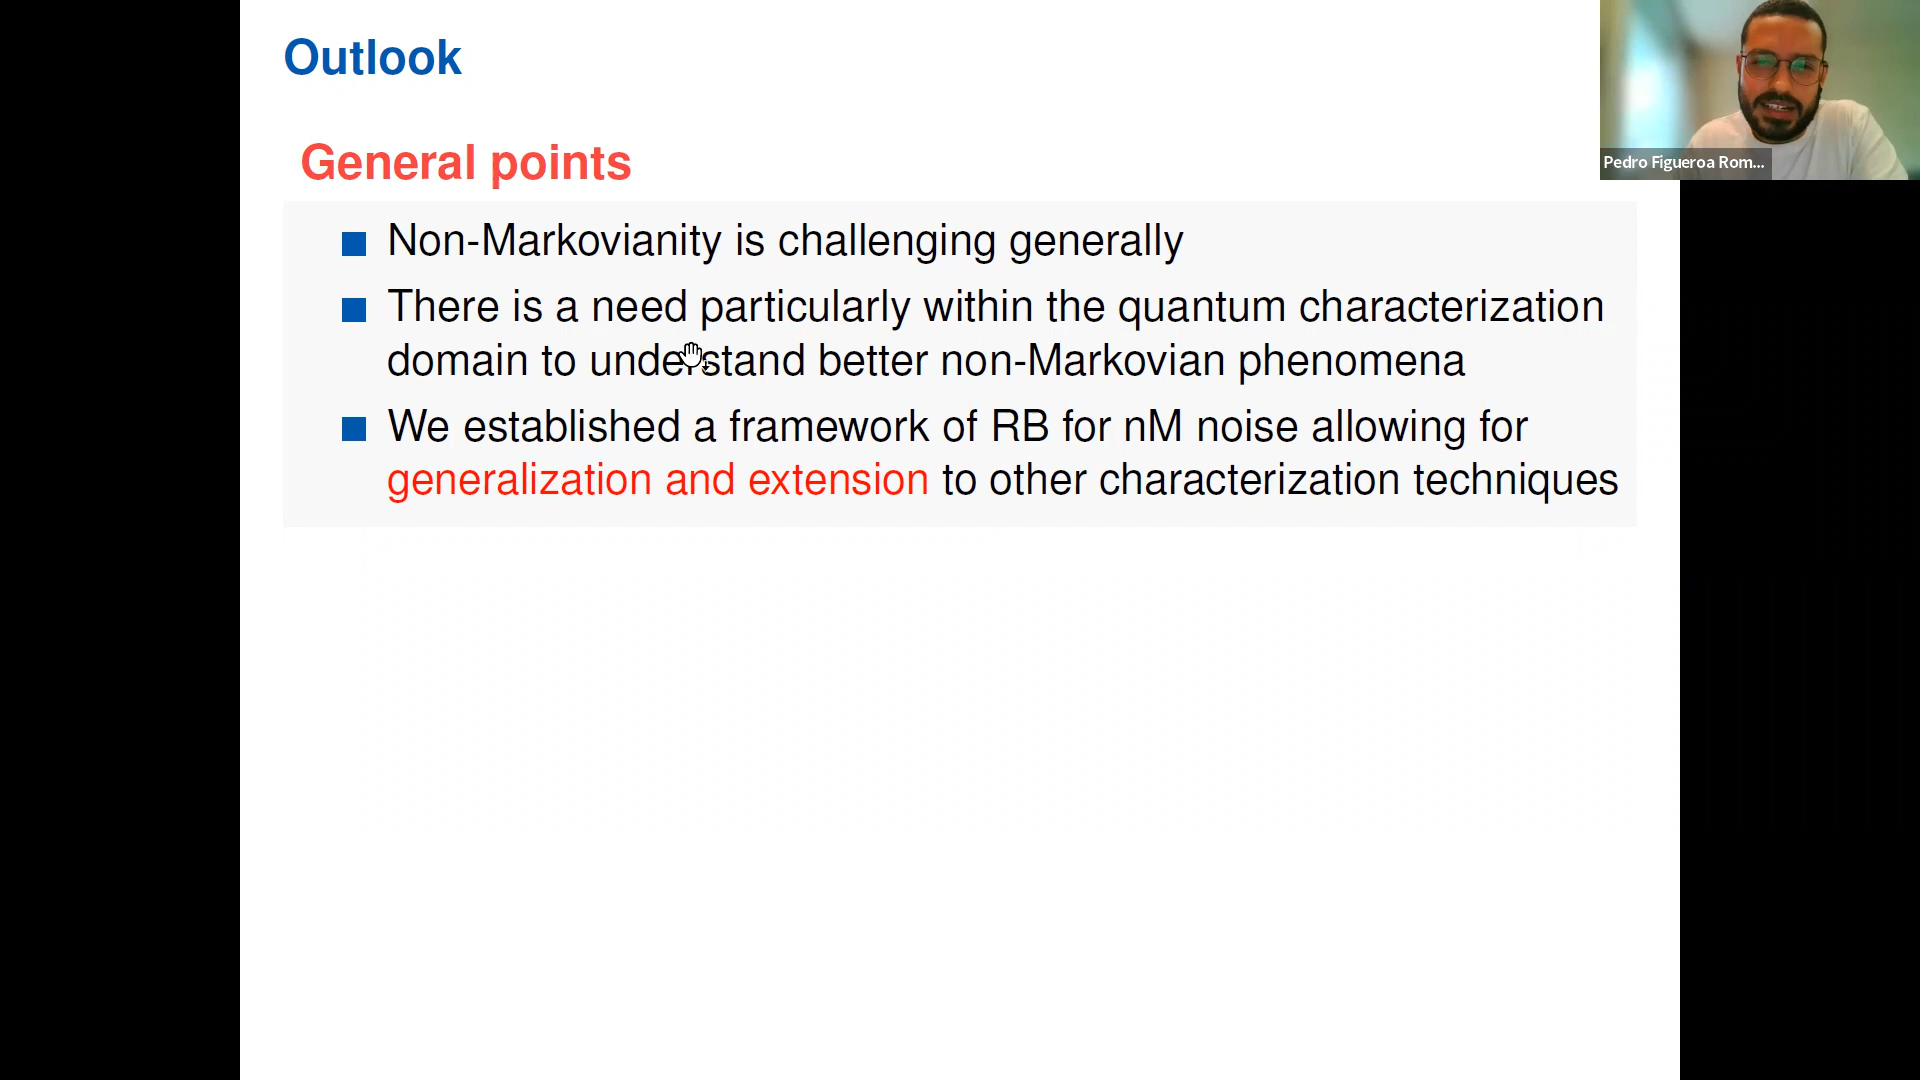 Outlook
General points
Non-Markovianity is challenging generally
There is a need particularly within the quantum characterization
domain to understand better non-Markovian phenomena
We established a framework of RB for nM noise allowing for
generalization and extension to other characterization techniques
Pedro Figueroa Rom...